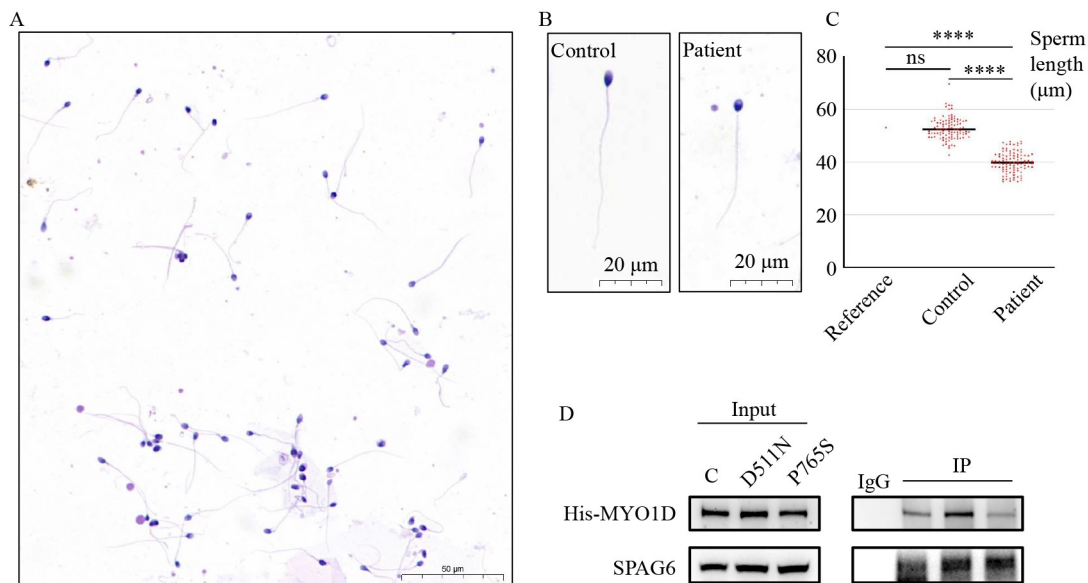 A
50 μm
B
Control
20 μm
Patient
20 μm
C
****
ns
****
Sperm
length
(μm)
80
60
40
20
0
Reference
Control
Patient
D
Input
C
D511N
P765S
IgG
IP
His-MYO1D
SPAG6